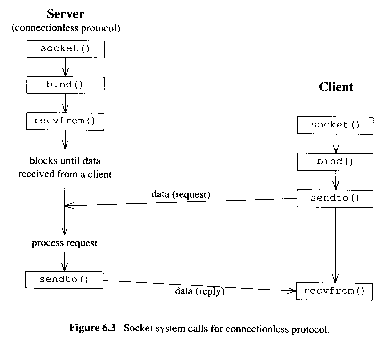 Server
(connectionless protocol)
socket()
bind()
recvfrom()
blocks until data
received from a client
process request
sendto()
Client
socket()
bind()
sendto()
recvfrom()
data (request)
data (reply)
Figure 6.3 Socket system calls for connectionless protocol.